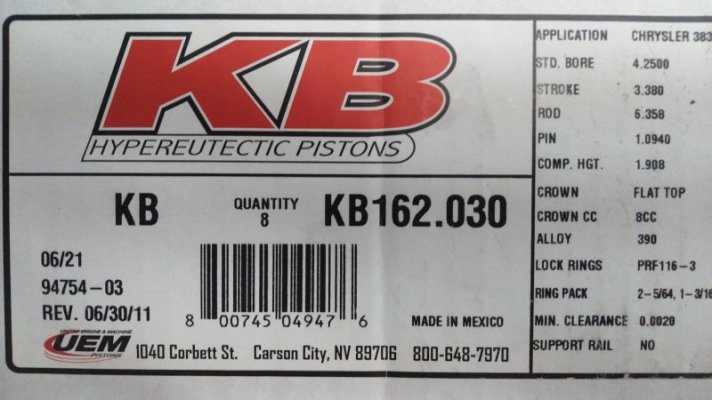 KB
HYPEREUTECTIC PISTONS
KB QUANTITY 8 KB162.030
06/21
94754-03
REV. 06/30/11
8 00745 04947 6
MADE IN MEXICO
UNITED ENGINE & MACHINE
UEM
PISTONS
1040 Corbett St. Carson City, NV 89706 800-648-7970
APPLICATION CHRYSLER 383
STD. BORE 4.2500
STROKE 3.380
ROD 6.358
PIN 1.0940
COMP. HGT. 1.908
CROWN FLAT TOP
CROWN CC 8CC
ALLOY 390
LOCK RINGS PRF116-3
RING PACK 2-5/64, 1-3/16
MIN. CLEARANCE 0.0020
SUPPORT RAIL NO